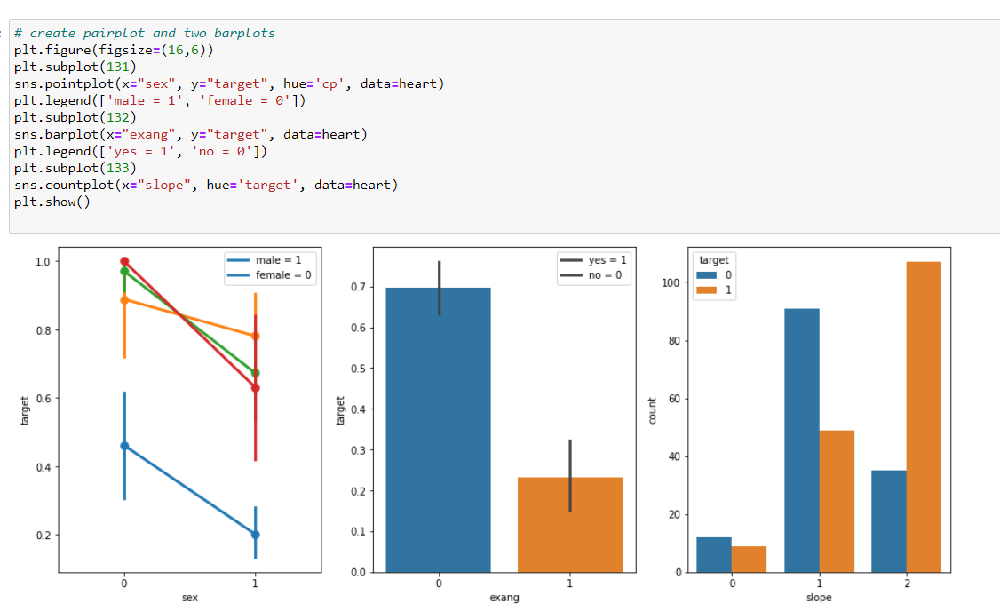 :
# create pairplot and two barplots
plt.figure(figsize=(16,6))
plt.subplot(131)
sns.pointplot(x="sex", y="target", hue='cp', data=heart)
plt.legend(['male = 1', 'female = 0'])
plt.subplot(132)
sns.barplot(x="exang", y="target", data=heart)
plt.legend(['yes = 1', 'no = 0'])
plt.subplot(133)
sns.countplot(x="slope", hue='target', data=heart)
plt.show()
male = 1
female = 0
1.0
0.8
0.6
0.4
0.2
target
0
1
sex
yes = 1
no = 0
0.7
0.6
0.5
0.4
0.3
0.2
0.1
0.0
target
0
1
exang
target
0
1
100
80
60
40
20
0
count
0
1
2
slope